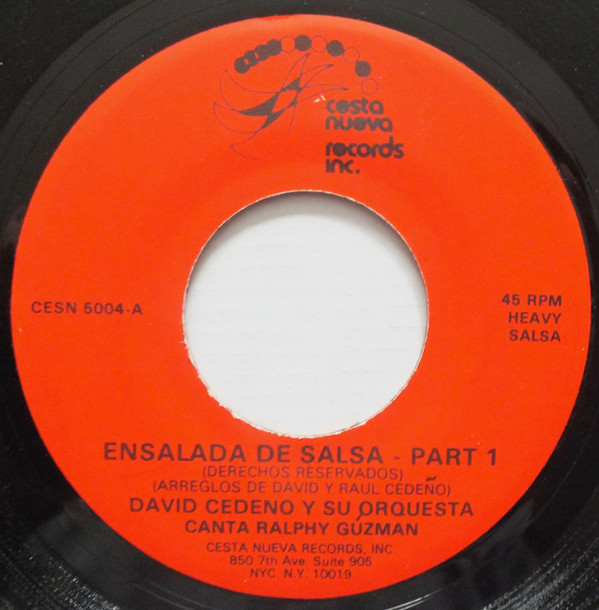 cesta
nueva
records
inc.
CESN 5004-A
45 RPM
HEAVY
SALSA
ENSALADA DE SALSA - PART 1
(DERECHOS RESERVADOS)
(ARREGLOS DE DAVID Y RAUL CEDEÑO)
DAVID CEDENO Y SU ORQUESTA
CANTA RALPHY GÚZMAN
CESTA NUEVA RECORDS, INC.
850 7th Ave. Suite 906
NYC, N.Y. 10019